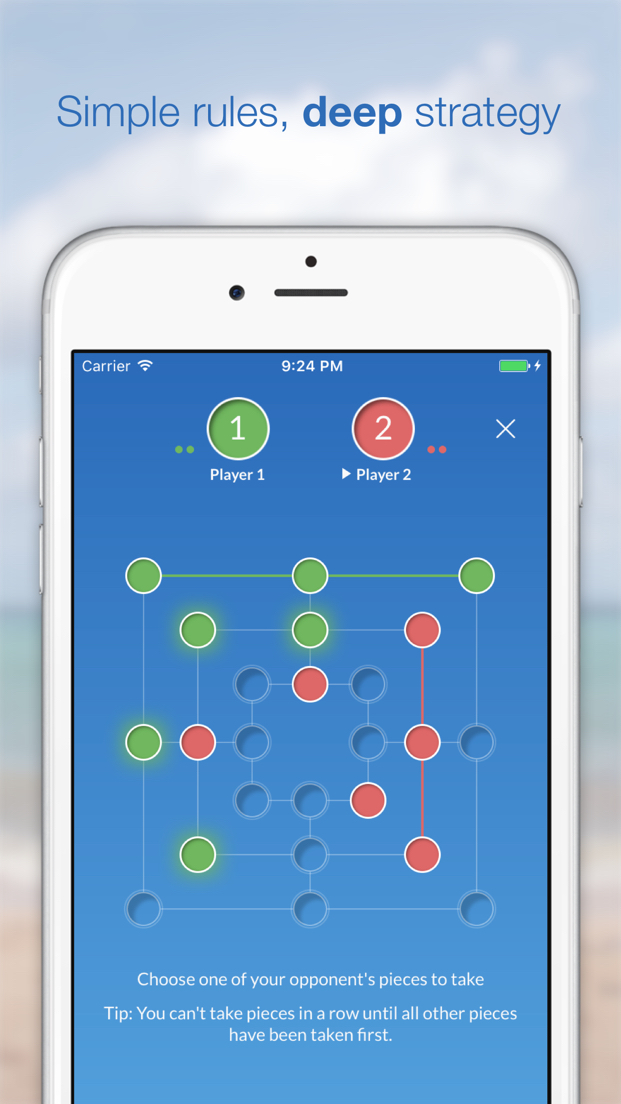 Simple rules, deep strategy
Carrier
9:24 PM
1
2
Player 1
Player 2
Choose one of your opponent's pieces to take
Tip: You can't take pieces in a row until all other pieces
have been taken first.